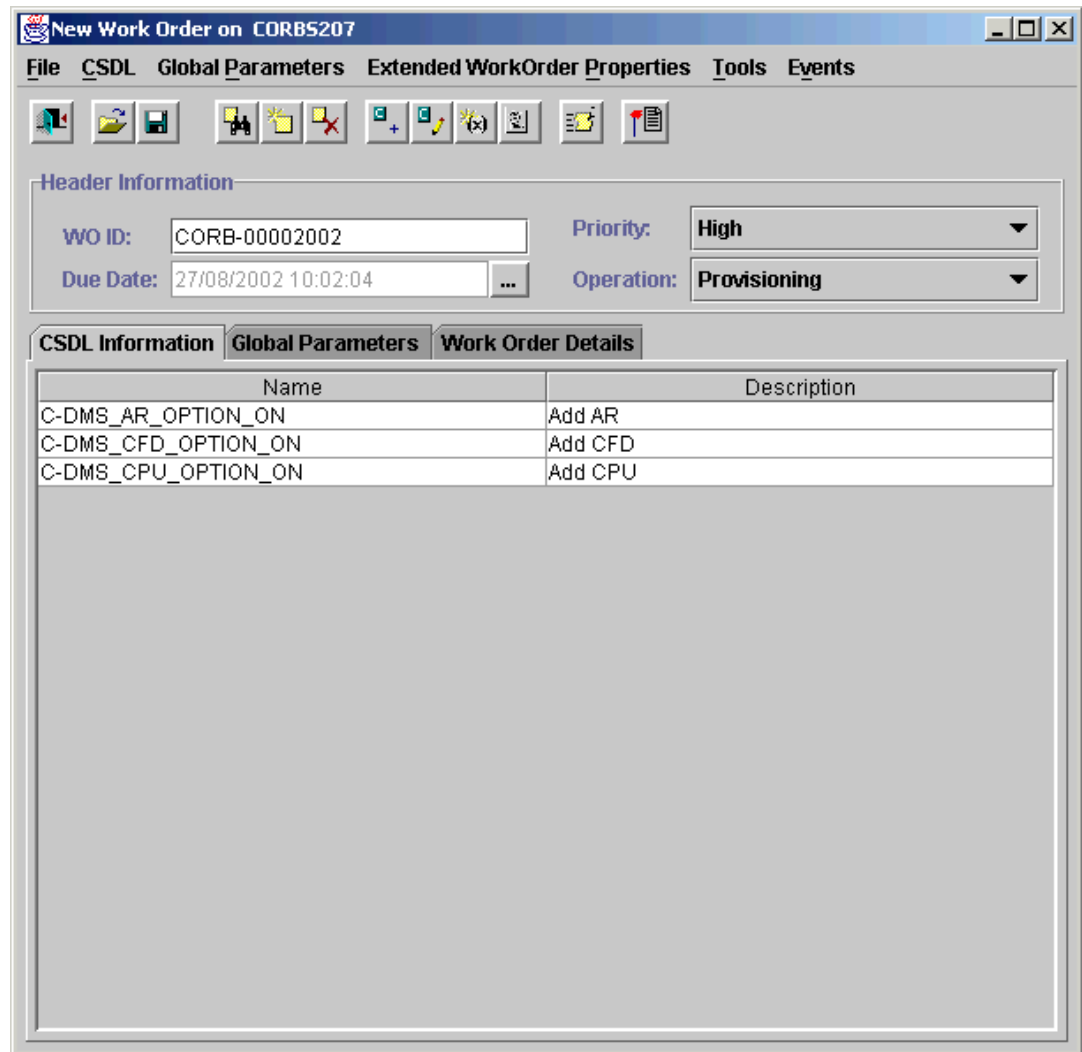 New Work Order on CORB5207
File CSDL Global Parameters Extended WorkOrder Properties Tools Events
Header Information
WO ID: CORB-00002002 Priority: High
Due Date: 27/08/2002 10:02:04 ... Operation: Provisioning
CSDL Information Global Parameters Work Order Details
Name Description
C-DMS_AR_OPTION_ON Add AR
C-DMS_CFD_OPTION_ON Add CFD
C-DMS_CPU_OPTION_ON Add CPU